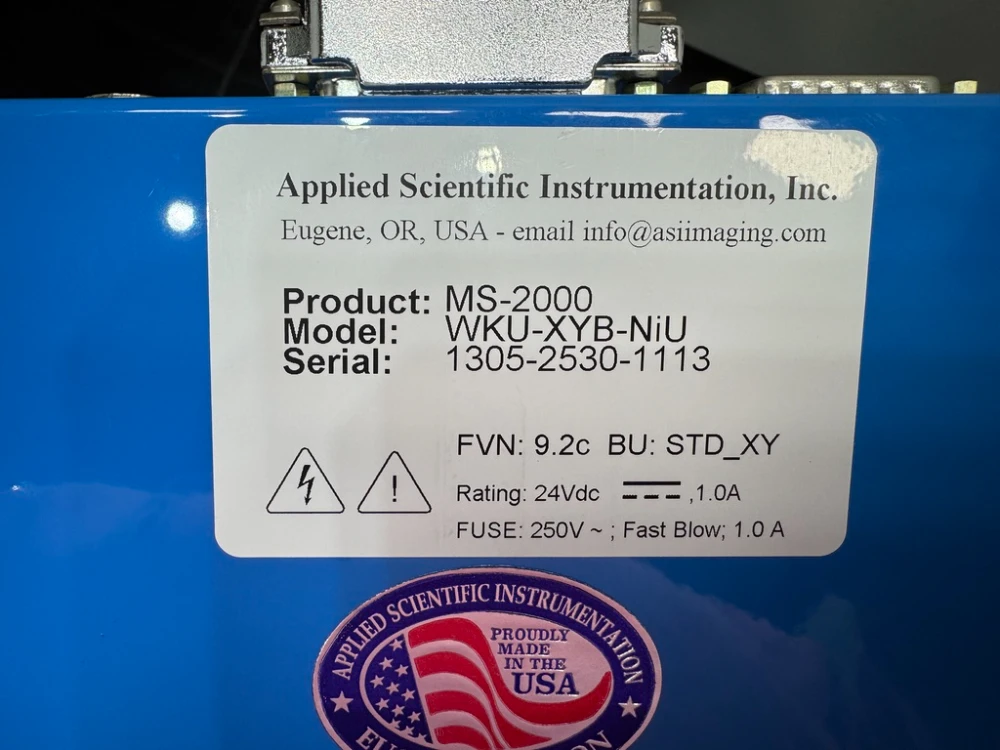 Applied Scientific Instrumentation, Inc.
Eugene, OR, USA - email info@asiimaging.com
Product: MS-2000
Model: WKU-XYB-NiU
Serial: 1305-2530-1113
FVN: 9.2c BU: STD_XY
Rating: 24Vdc ,1.0A
FUSE: 250V ~ ; Fast Blow; 1.0 A
APPLIED SCIENTIFIC INSTRUMENTATION
PROUDLY
MADE
IN THE
USA